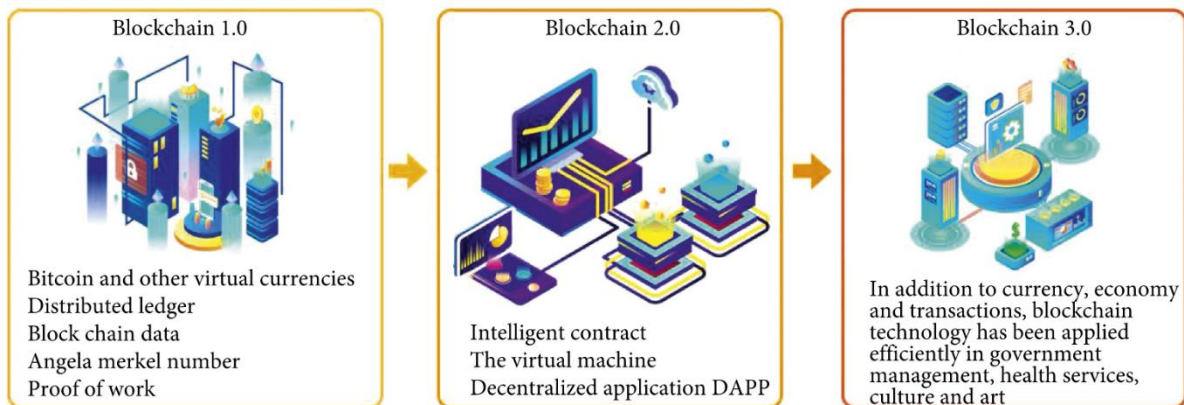 Blockchain 1.0
Bitcoin and other virtual currencies
Distributed ledger
Block chain data
Angela merkel number
Proof of work
Blockchain 2.0
Intelligent contract
The virtual machine
Decentralized application DAPP
Blockchain 3.0
In addition to currency, economy
and transactions, blockchain
technology has been applied
efficiently in government
management, health services,
culture and art